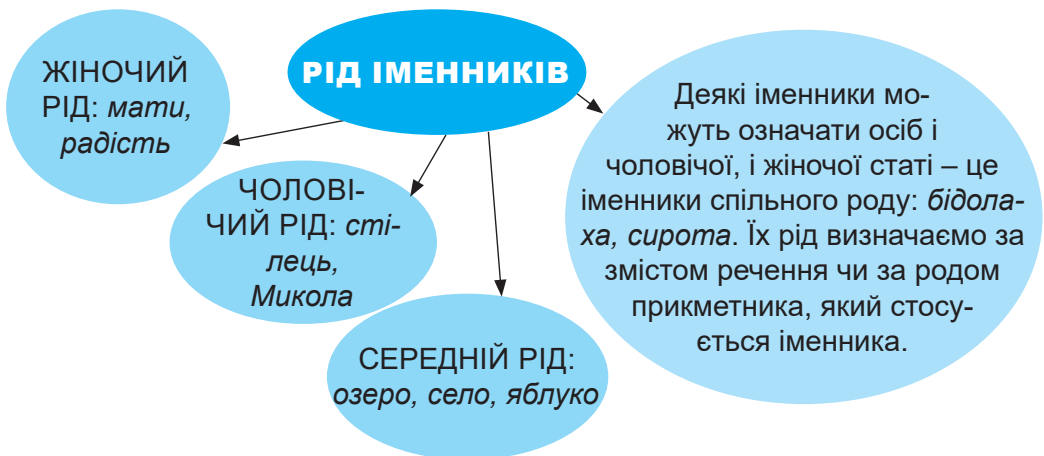 РІД ІМЕННИКІВ
ЖІНОЧИЙ
РІД: мати,
радість
ЧОЛОВІ-
ЧИЙ РІД: сті-
лець,
Микола
СЕРЕДНІЙ РІД:
озеро, село, яблуко
Деякі іменники мо-
жуть означати осіб і
чоловічої, і жіночої статі – це
іменники спільного роду: бідола-
ха, сирота. Їх рід визначаємо за
змістом речення чи за родом
прикметника, який стосу-
ється іменника.